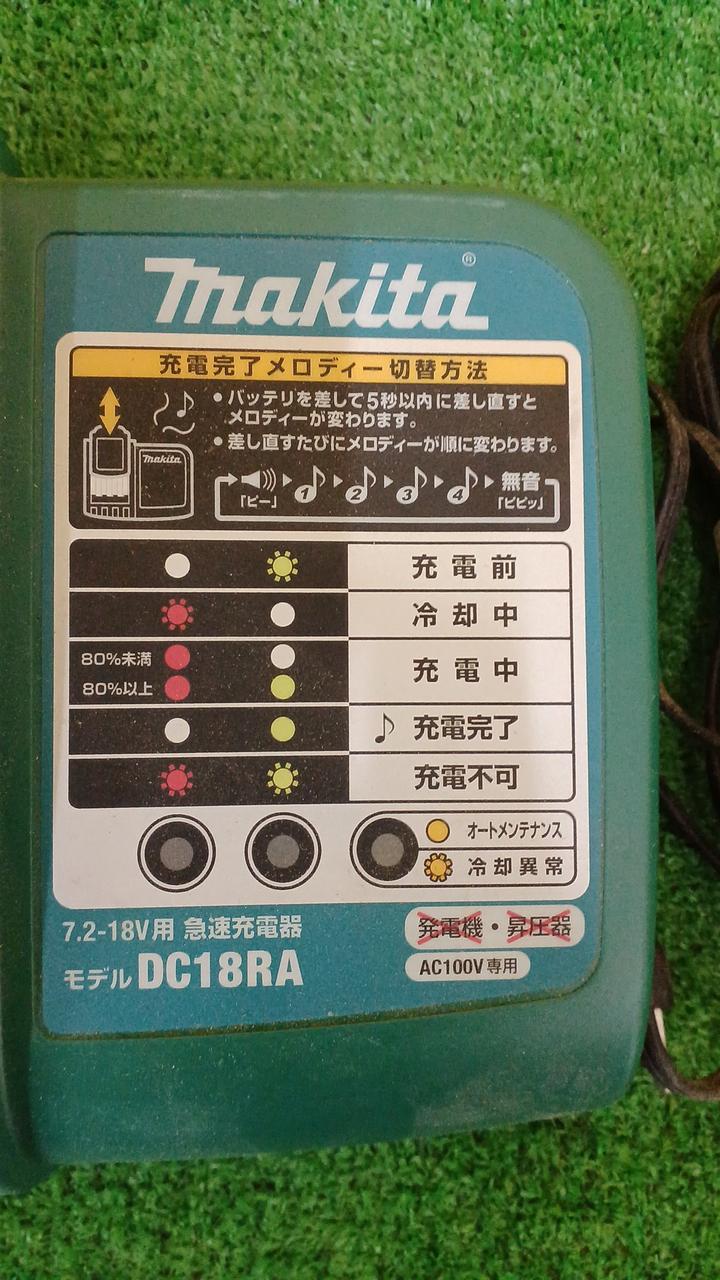 makita®
充電完了メロディー切替方法
・バッテリを差して5秒以内に差し直すと
メロディーが変わります。
・差し直すたびにメロディーが順に変わります。
makita
1 2 3 4 無音
「ピー」 「ピピッ」
充電前
冷却中
80%未満
充電中
80%以上
充電完了
充電不可
オートメンテナンス
冷却異常
7.2-18V用 急速充電器
発電機・昇圧器
モデル DC18RA
AC100V専用